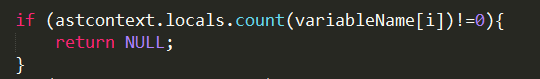 if (astcontext.locals.count(variableName[i])!=0){
return NULL;
}